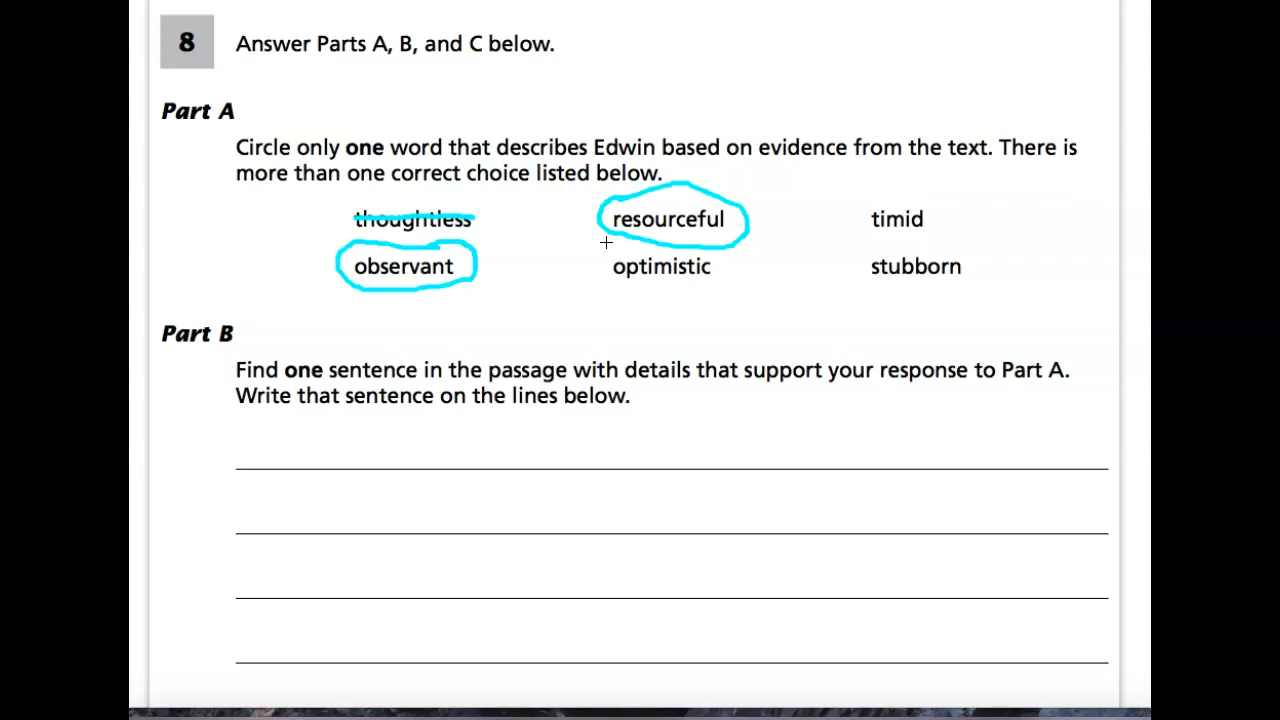 8 Answer Parts A, B, and C below.
Part A
Circle only one word that describes Edwin based on evidence from the text. There is
more than one correct choice listed below.
thoughtless resourceful timid
observant optimistic stubborn
Part B
Find one sentence in the passage with details that support your response to Part A.
Write that sentence on the lines below.